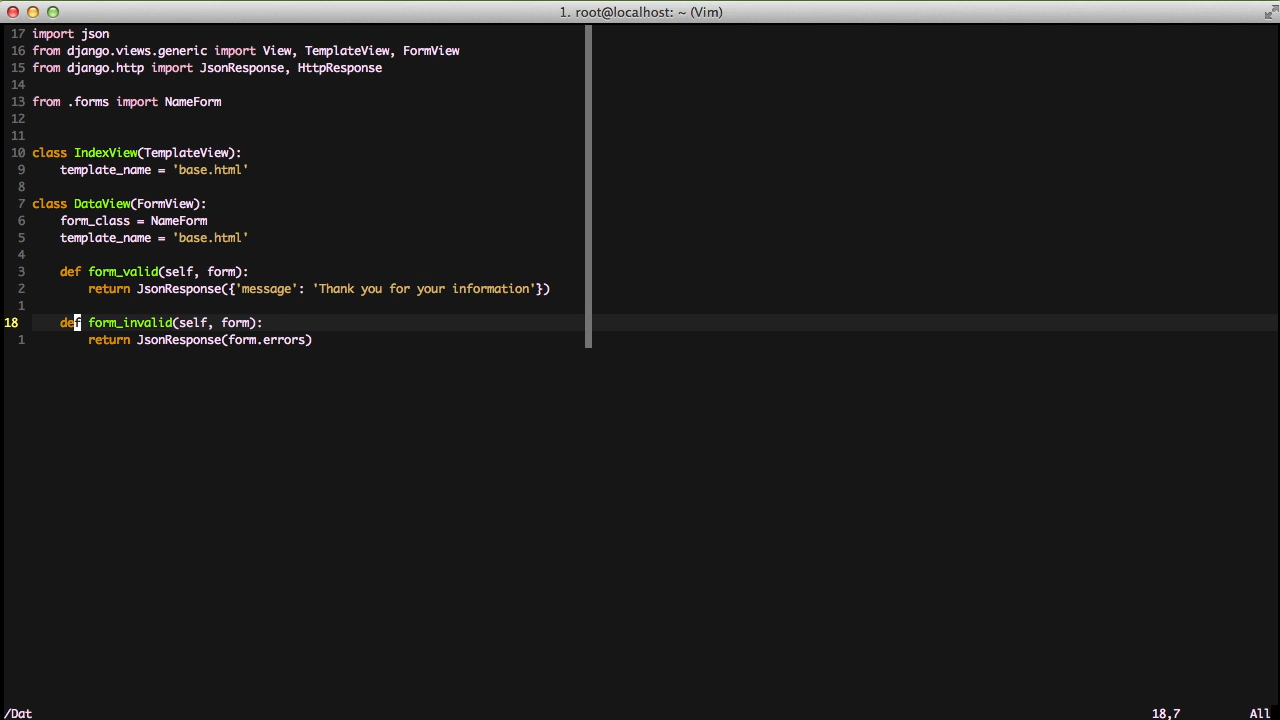 1. root@localhost: ~ (Vim)
17 import json
16 from django.views.generic import View, TemplateView, FormView
15 from django.http import JsonResponse, HttpResponse
14
13 from .forms import NameForm
12
11
10 class IndexView(TemplateView):
9     template_name = 'base.html'
8
7 class DataView(FormView):
6     form_class = NameForm
5     template_name = 'base.html'
4
3     def form_valid(self, form):
2         return JsonResponse({'message': 'Thank you for your information'})
1
18     def form_invalid(self, form):
1         return JsonResponse(form.errors)
/Dat 18,7 All